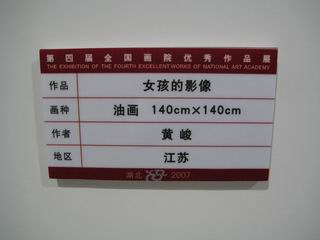 第四届全国画院优秀作品展
THE EXHIBITION OF THE FOURTH EXCELLENT WORKS OF NATIONAL ART ACADEMY
作品 女孩的影像
画种 油画 140cm×140cm
作者 黄峻
地区 江苏
湖北 2007